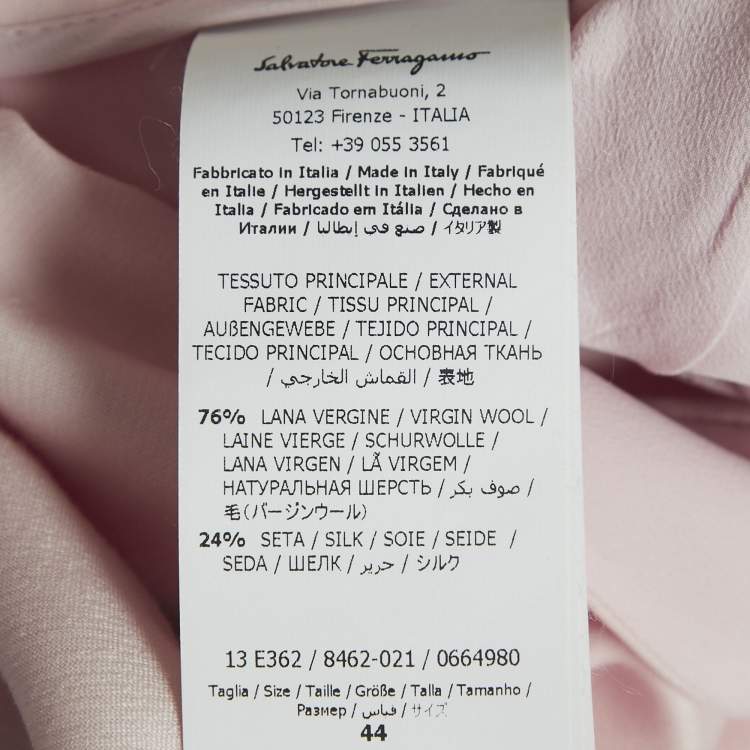 Salvatore Ferragamo
Via Tornabuoni, 2
50123 Firenze - ITALIA
Tel: +39 055 3561
Fabbricato in Italia / Made in Italy / Fabriqué
en Italie / Hergestellt in Italien / Hecho en
Italia / Fabricado em Itália / Сделано в
Италии / صنع في إيطاليا / イタリア製
TESSUTO PRINCIPALE / EXTERNAL
FABRIC / TISSU PRINCIPAL /
AUßENGEWEBE / TEJIDO PRINCIPAL /
TECIDO PRINCIPAL / ОСНОВНАЯ ТКАНЬ
/ القماش الخارجي / 表地
76% LANA VERGINE / VIRGIN WOOL /
LAINE VIERGE / SCHURWOLLE /
LANA VIRGEN / LÃ VIRGEM /
НАТУРАЛЬНАЯ ШЕРСТЬ / صوف بكر /
毛(バージンウール)
24% SETA / SILK / SOIE / SEIDE /
SEDA / ШЕЛК / حرير / シルク
13 E362 / 8462-021 / 0664980
Taglia / Size / Taille / Größe / Talla / Tamanho /
Размер / قياس / サイズ
44